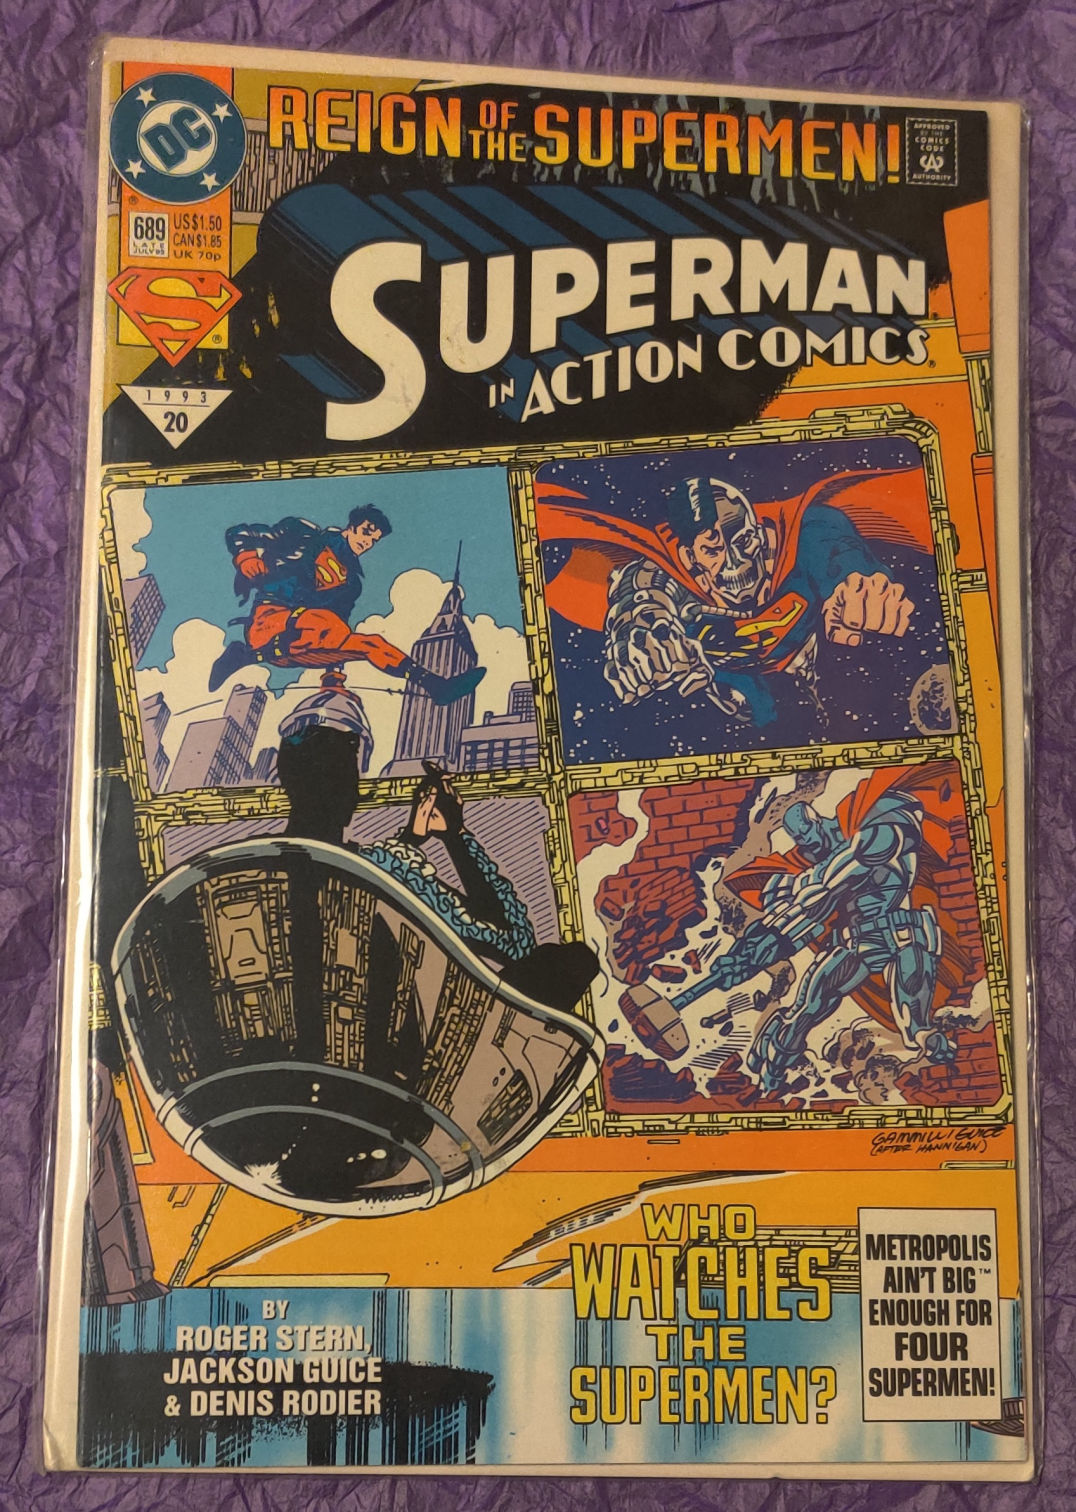 REIGN OF THE SUPERMEN!
DC
®
APPROVED
BY THE
COMICS
CODE
CA
AUTHORITY
689
LATE
JULY 93
US$1.50
CAN$1.85
UK 70p
S
®
1993
20
SUPERMAN
IN ACTION COMICS®
GAMMILL/GUICE
(AFTER HANNIGAN)
WHO
WATCHES
THE
SUPERMEN?
METROPOLIS
AIN'T BIG™
ENOUGH FOR
FOUR
SUPERMEN!
BY
ROGER STERN,
JACKSON GUICE
& DENIS RODIER